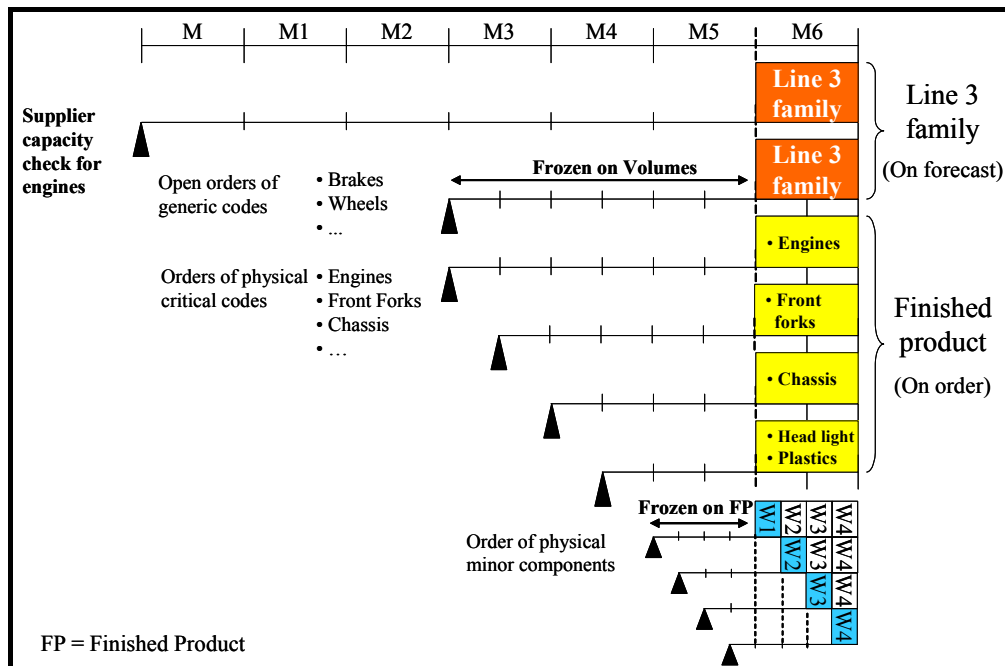 M M1 M2 M3 M4 M5 M6
Line 3
family
Line 3
family
(On forecast)
Supplier
capacity
check for
engines
Line 3
family
Frozen on Volumes
Open orders of
generic codes
• Brakes
• Wheels
• ...
Orders of physical
critical codes
• Engines
• Front Forks
• Chassis
• …
• Engines
• Front
forks
• Chassis
• Head light
• Plastics
Finished
product
(On order)
Frozen on FP
Order of physical
minor components
W1 W2 W3 W4
W2 W3 W4
W3 W4
W4
FP = Finished Product